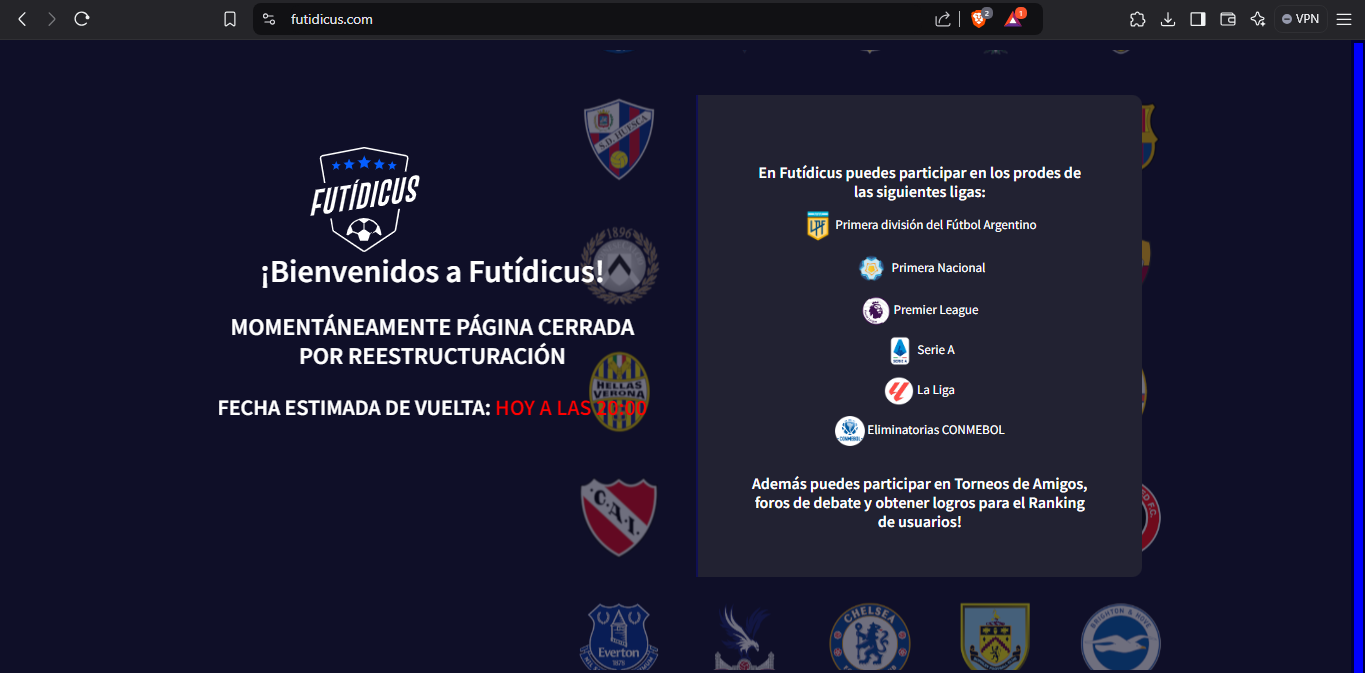 futidicus.com
2
1
VPN
S.D. HUESCA
FUTÍDICUS
1896
¡Bienvenidos a Futídicus!
MOMENTÁNEAMENTE PÁGINA CERRADA
POR REESTRUCTURACIÓN
HELLAS
VERONA
FECHA ESTIMADA DE VUELTA: HOY A LAS 20:00
C.A.I.
En Futídicus puedes participar en los prodes de
las siguientes ligas:
LPF
Primera división del Fútbol Argentino
Primera Nacional
Premier League
SERIE A
Serie A
La Liga
CONMEBOL
Eliminatorias CONMEBOL
Además puedes participar en Torneos de Amigos,
foros de debate y obtener logros para el Ranking
de usuarios!
D F.C.
Everton
1878
CHELSEA
BRIGHTON & HOVE